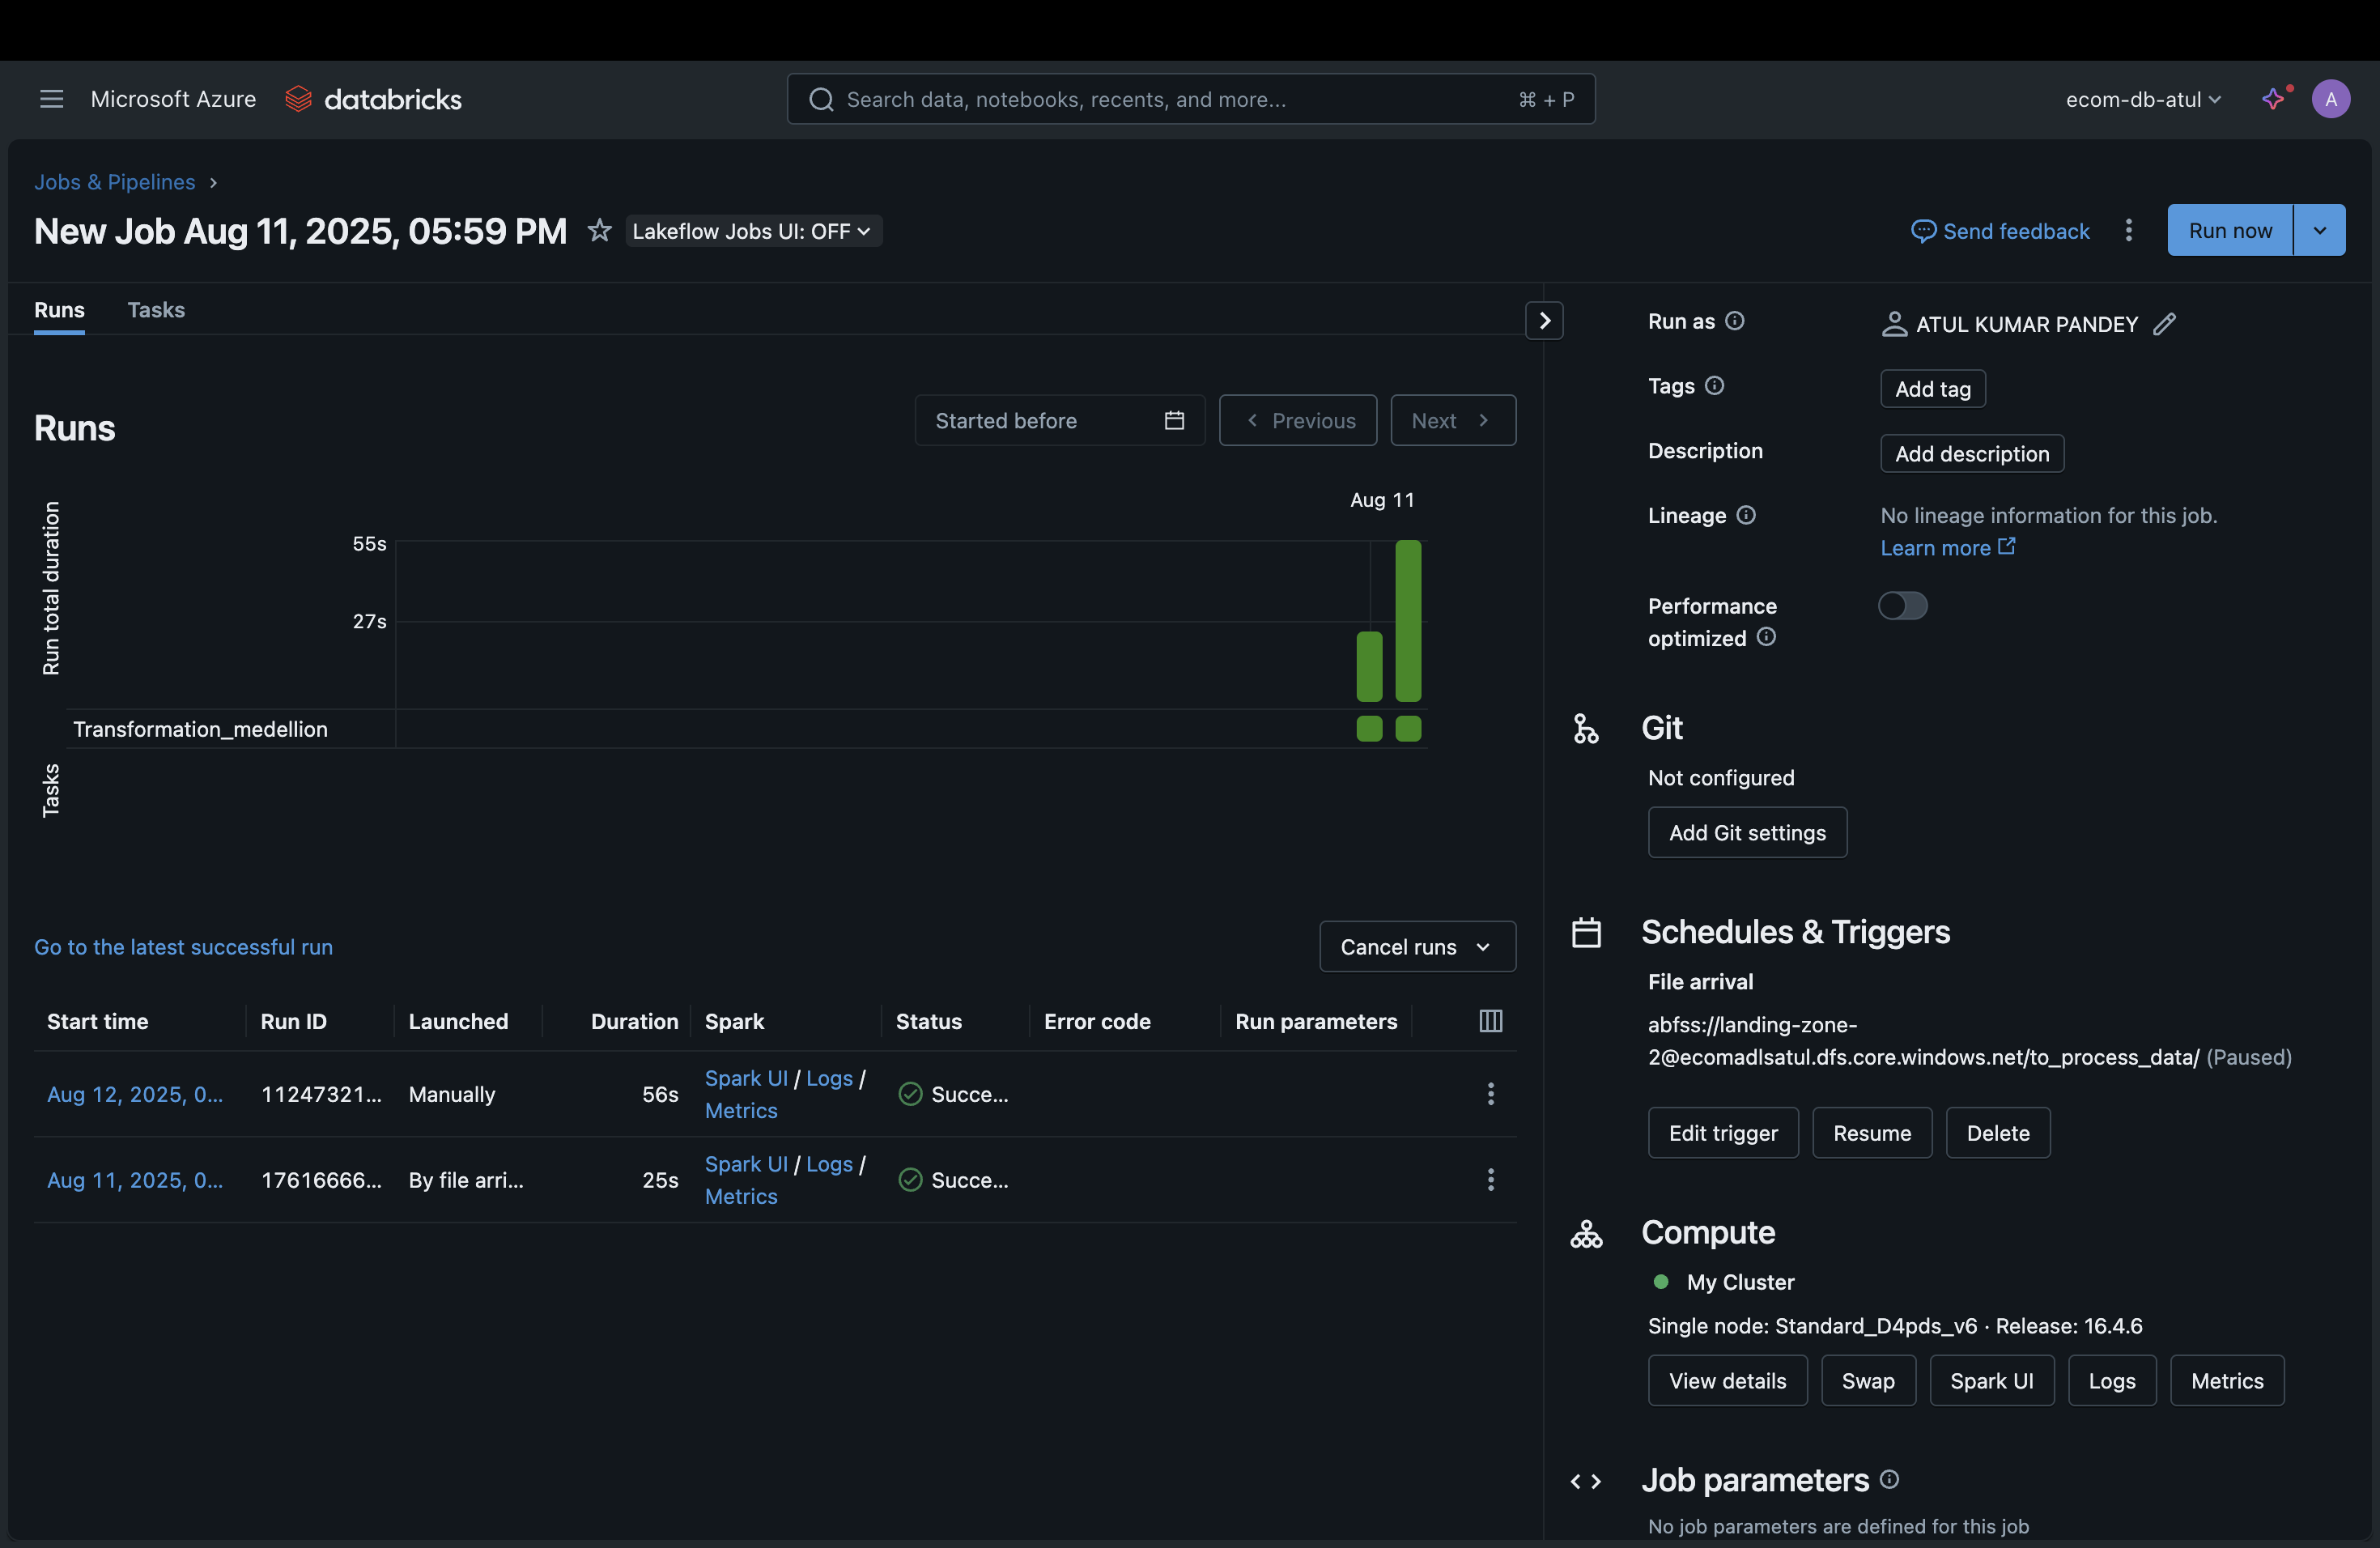 Microsoft Azure databricks
Search data, notebooks, recents, and more... ⌘ + P
ecom-db-atul
A
Jobs & Pipelines
New Job Aug 11, 2025, 05:59 PM
Lakeflow Jobs UI: OFF
Send feedback
Run now
Runs
Tasks
Runs
Started before
Previous
Next
Aug 11
Run total duration
55s
27s
Transformation_medellion
Tasks
Go to the latest successful run
Cancel runs
Start time Run ID Launched Duration Spark Status Error code Run parameters
Aug 12, 2025, 0... 11247321... Manually 56s Spark UI / Logs / Metrics Succe...
Aug 11, 2025, 0... 17616666... By file arri... 25s Spark UI / Logs / Metrics Succe...
Run as ATUL KUMAR PANDEY
Tags Add tag
Description Add description
Lineage No lineage information for this job.
Learn more
Performance
optimized
Git
Not configured
Add Git settings
Schedules & Triggers
File arrival
abfss://landing-zone-
2@ecomadlsatul.dfs.core.windows.net/to_process_data/ (Paused)
Edit trigger Resume Delete
Compute
My Cluster
Single node: Standard_D4pds_v6 · Release: 16.4.6
View details Swap Spark UI Logs Metrics
Job parameters
No job parameters are defined for this job